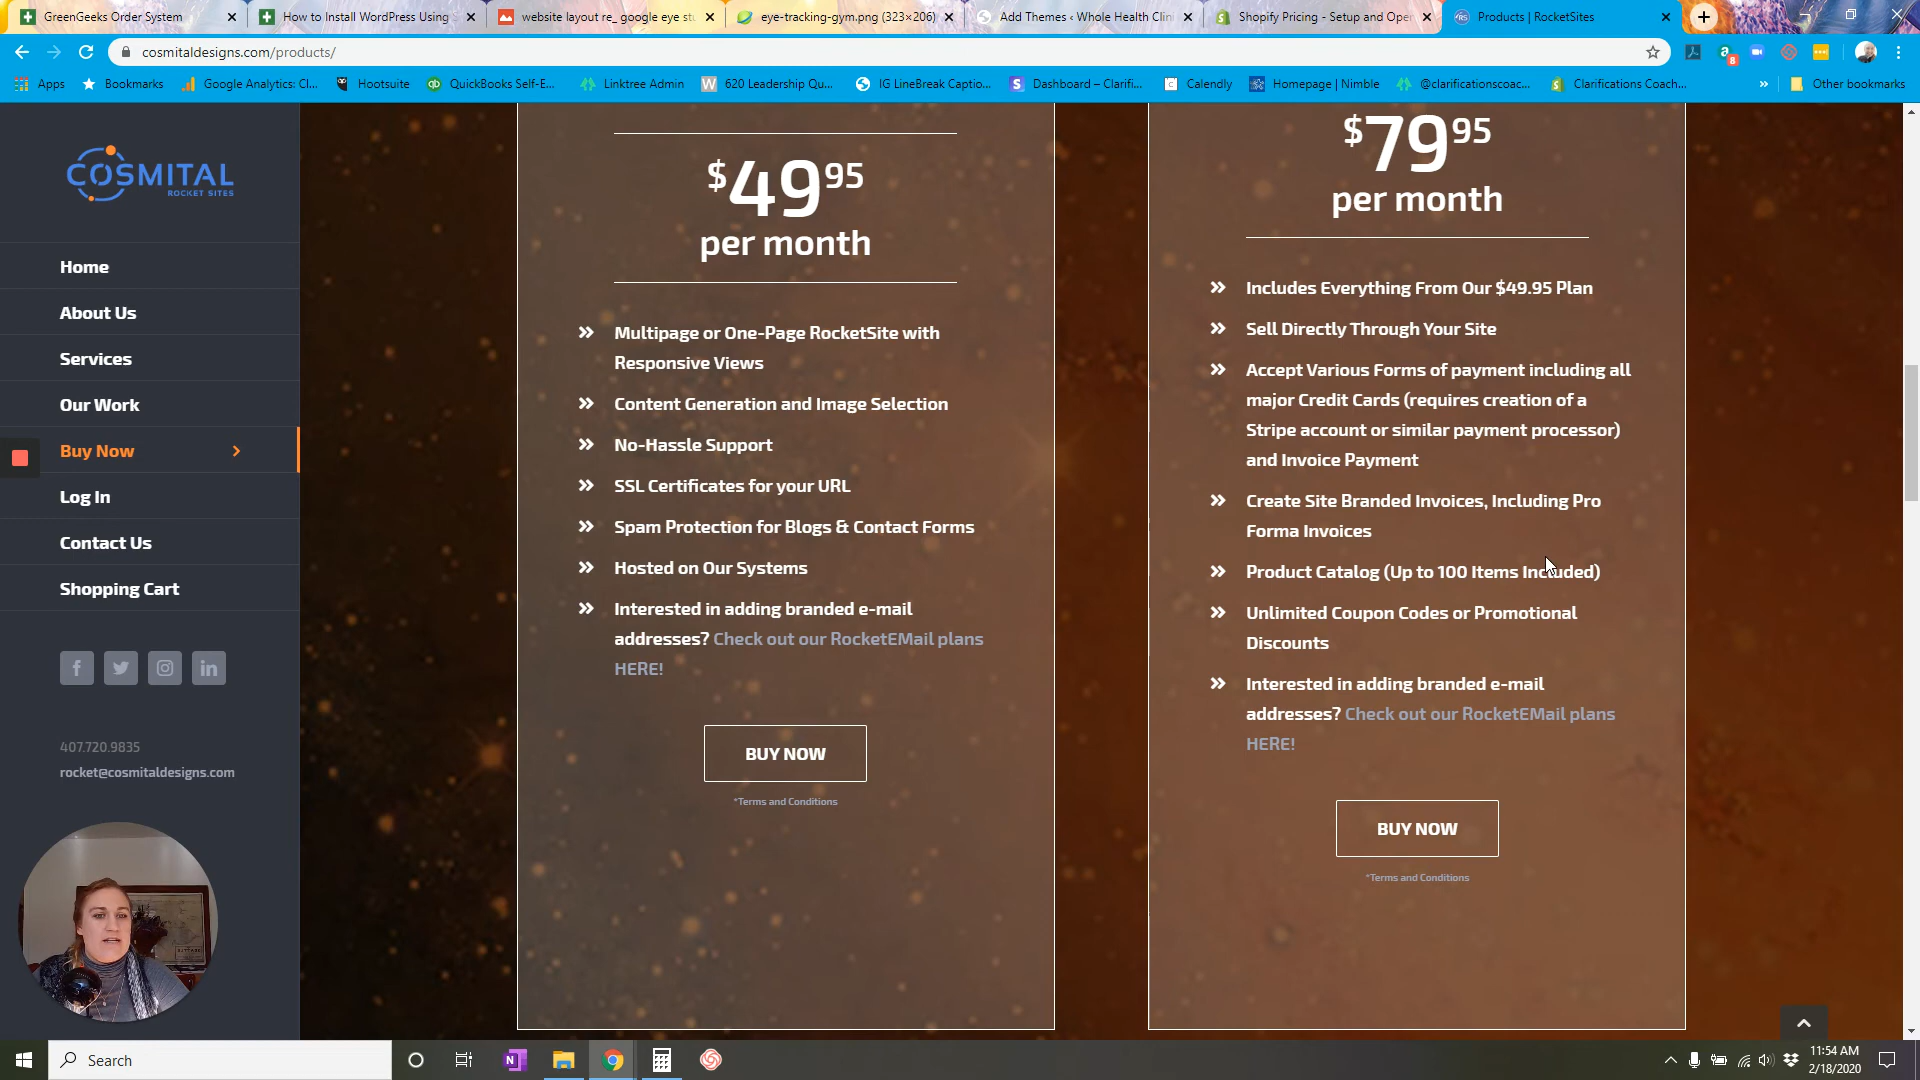 GreenGeeks Order System
How to Install WordPress Using S
website layout re_ google eye stu
eye-tracking-gym.png (323×206)
Add Themes ‹ Whole Health Clini
Shopify Pricing - Setup and Open
Products | RocketSites
cosmitaldesigns.com/products/
8
Apps
Bookmarks
Google Analytics: Cl...
Hootsuite
QuickBooks Self-E...
Linktree Admin
620 Leadership Qu...
IG LineBreak Captio...
Dashboard – Clarifi...
Calendly
Homepage | Nimble
@clarificationscoac...
Clarifications Coach...
»
Other bookmarks
COSMITAL
ROCKET SITES
Home
About Us
Services
Our Work
Buy Now
Log In
Contact Us
Shopping Cart
407.720.9835
rocket@cosmitaldesigns.com
$49.95
per month
Multipage or One-Page RocketSite with
Responsive Views
Content Generation and Image Selection
No-Hassle Support
SSL Certificates for your URL
Spam Protection for Blogs & Contact Forms
Hosted on Our Systems
Interested in adding branded e-mail
addresses? Check out our RocketEMail plans
HERE!
BUY NOW
*Terms and Conditions
$79.95
per month
Includes Everything From Our $49.95 Plan
Sell Directly Through Your Site
Accept Various Forms of payment including all
major Credit Cards (requires creation of a
Stripe account or similar payment processor)
and Invoice Payment
Create Site Branded Invoices, Including Pro
Forma Invoices
Product Catalog (Up to 100 Items Included)
Unlimited Coupon Codes or Promotional
Discounts
Interested in adding branded e-mail
addresses? Check out our RocketEMail plans
HERE!
BUY NOW
*Terms and Conditions
Search
11:54 AM
2/18/2020